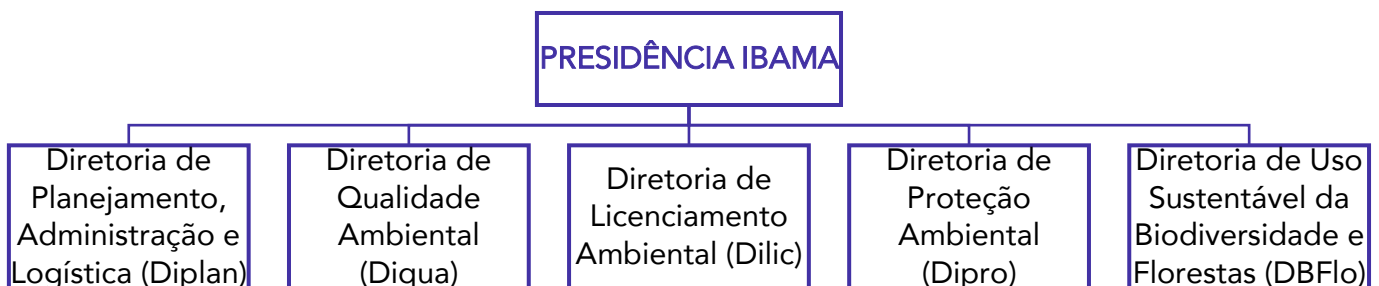 PRESIDÊNCIA IBAMA
Diretoria de
Planejamento,
Administração e
Logística (Diplan)
Diretoria de
Qualidade
Ambiental
(Diqua)
Diretoria de
Licenciamento
Ambiental (Dilic)
Diretoria de
Proteção
Ambiental
(Dipro)
Diretoria de Uso
Sustentável da
Biodiversidade e
Florestas (DBFlo)